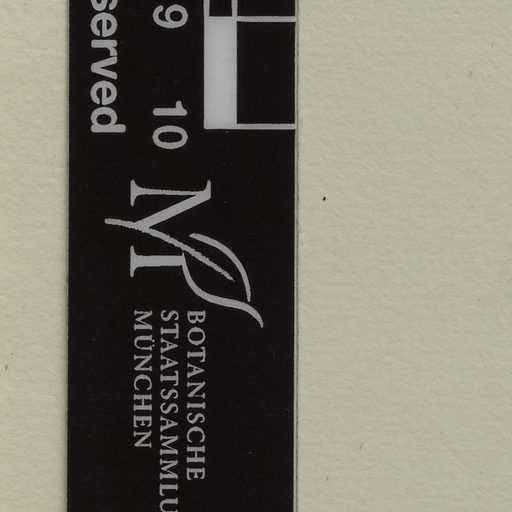 9 10
served
M
BOTANISCHE
STAATSSAMMLU
MÜNCHEN